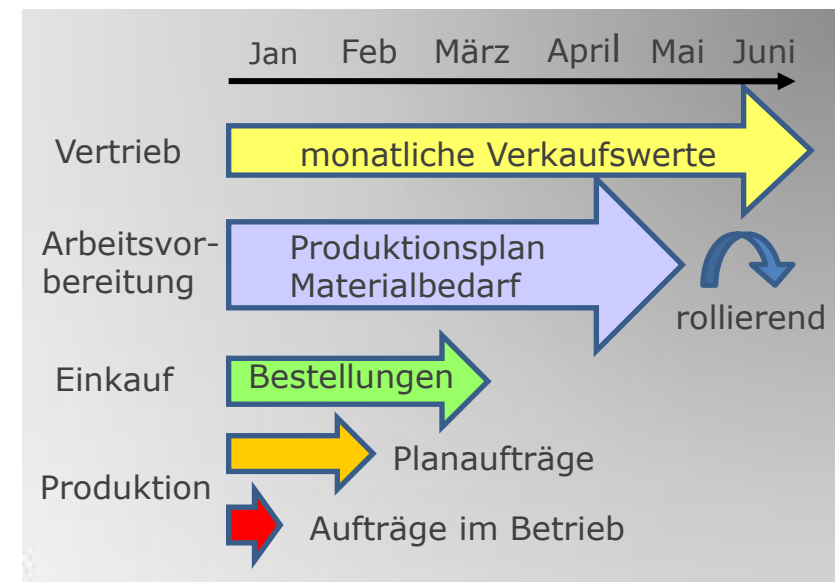 Jan Feb März April Mai Juni
Vertrieb monatliche Verkaufswerte
Arbeitsvor-
bereitung
Produktionsplan
Materialbedarf
rollierend
Einkauf Bestellungen
Planaufträge
Produktion
Aufträge im Betrieb